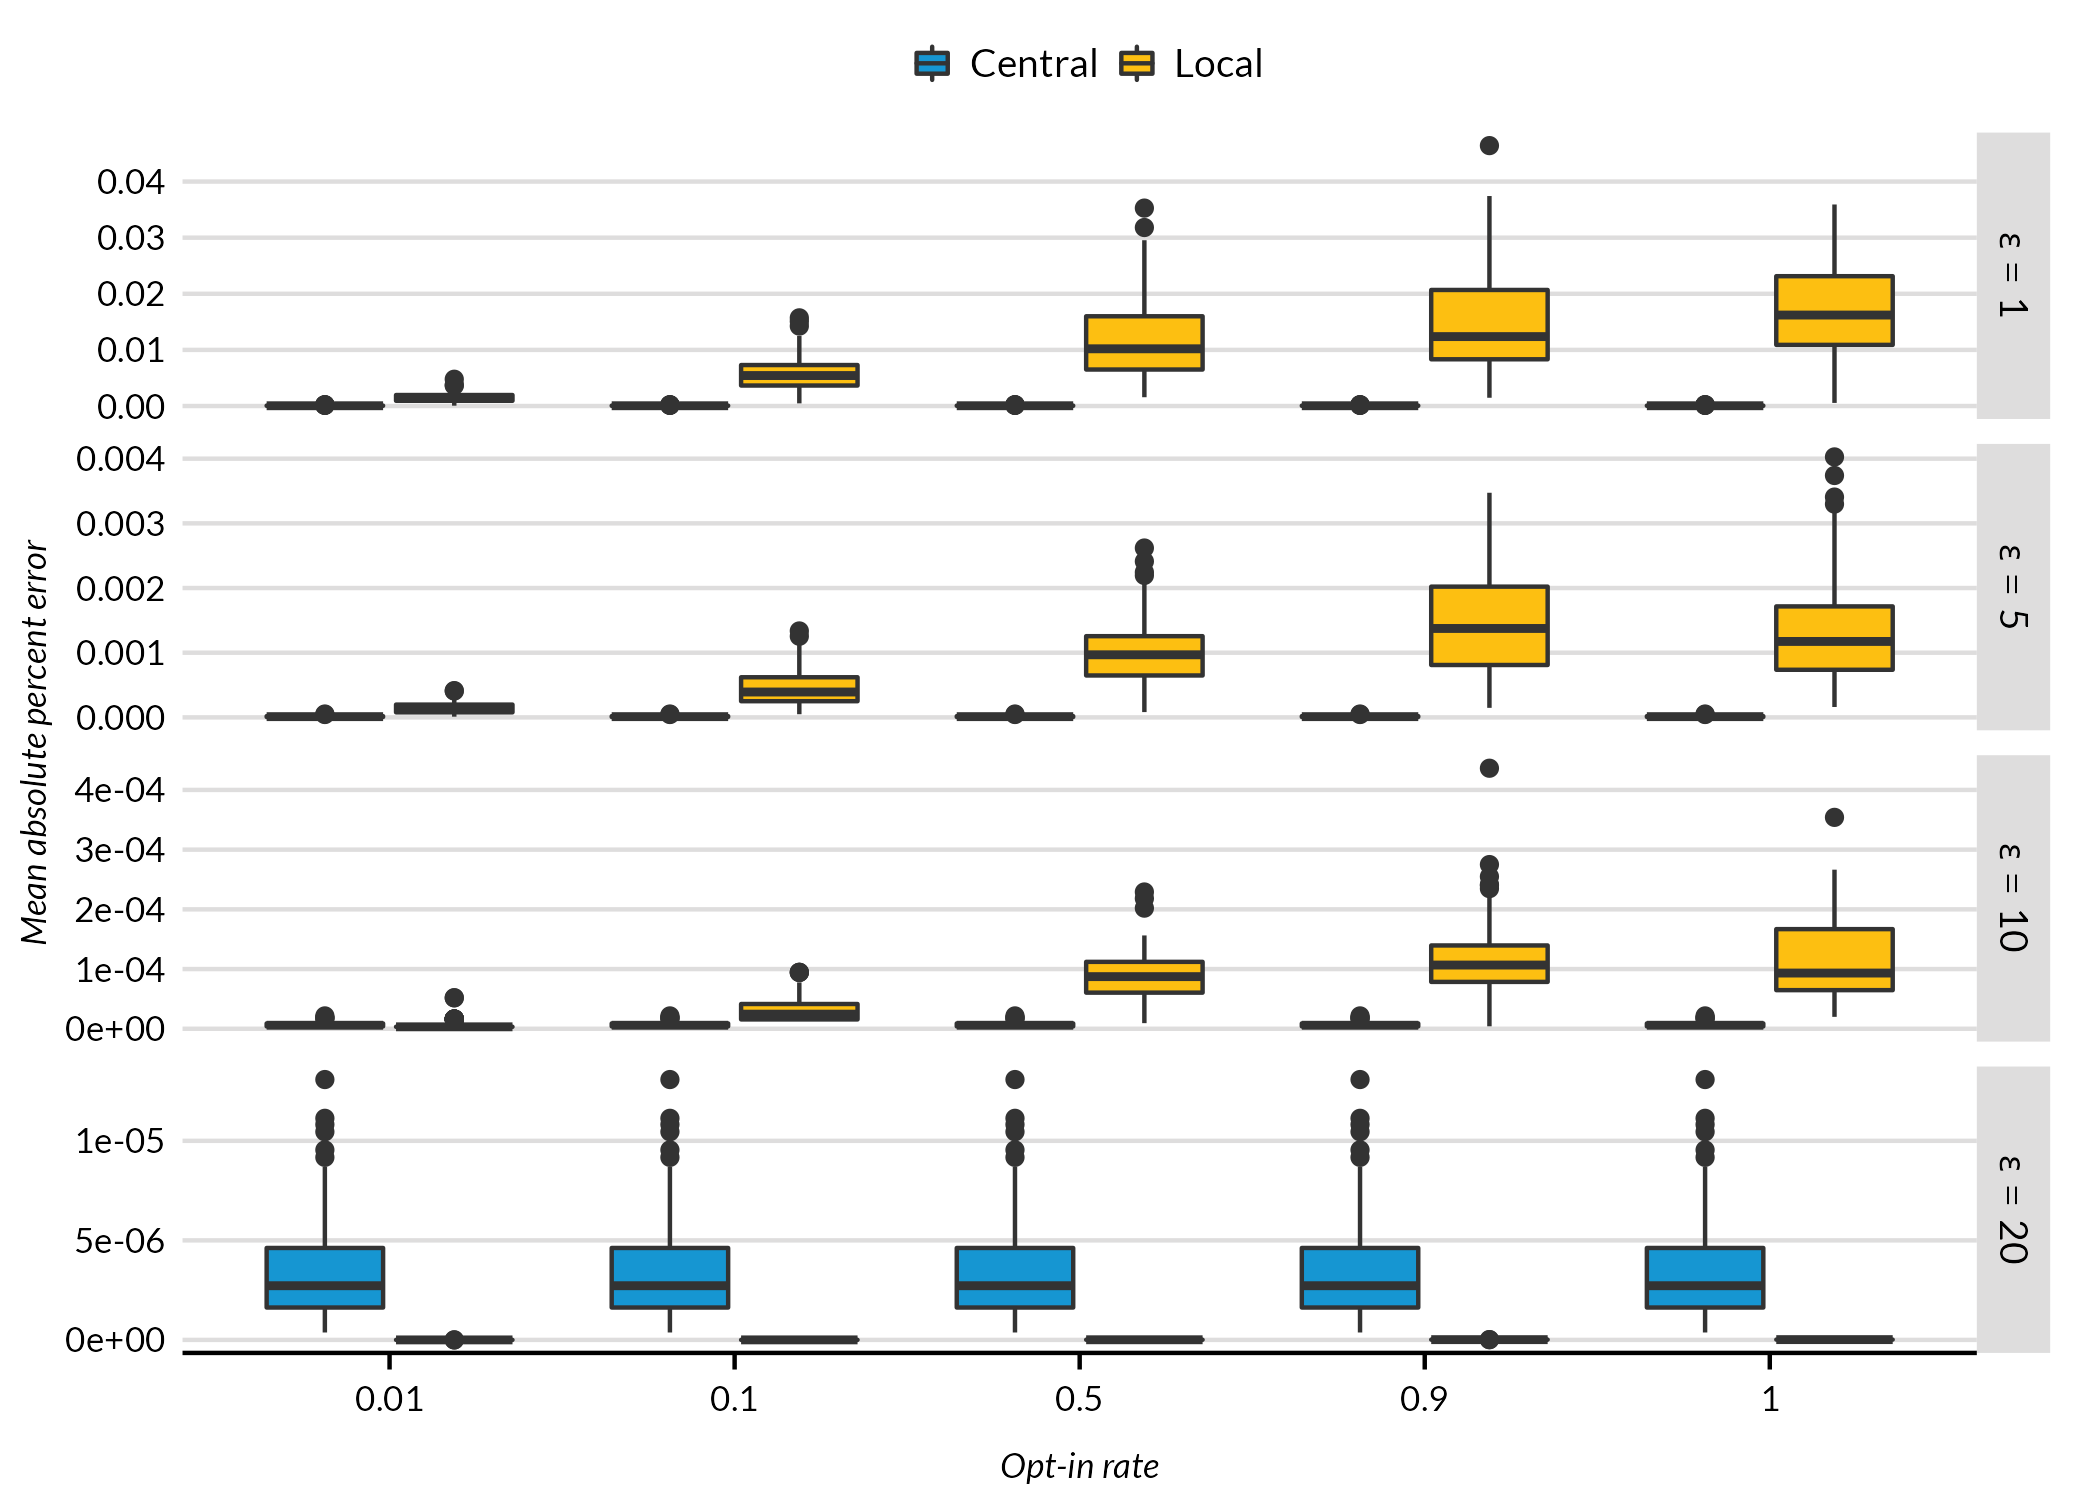 Central Local
0.04
0.03
0.02
0.01
0.00
ε = 1
0.004
0.003
0.002
0.001
0.000
ε = 5
4e-04
3e-04
2e-04
1e-04
0e+00
ε = 10
1e-05
5e-06
0e+00
ε = 20
Mean absolute percent error
0.01 0.1 0.5 0.9 1
Opt-in rate